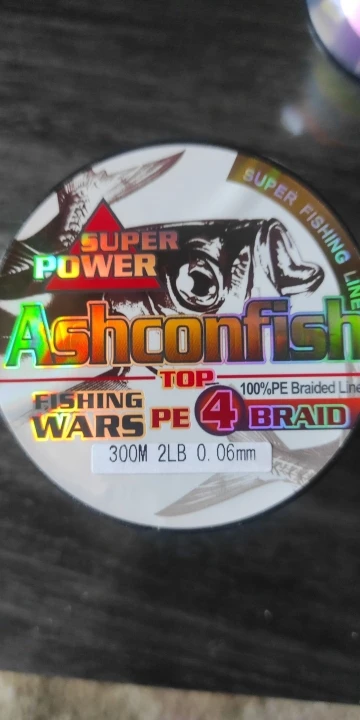 SUPER FISHING LINE
SUPER
POWER
Ashconfish
TOP
100%PE Braided Line
FISHING
WARS PE 4 BRAID
300M 2LB 0.06mm